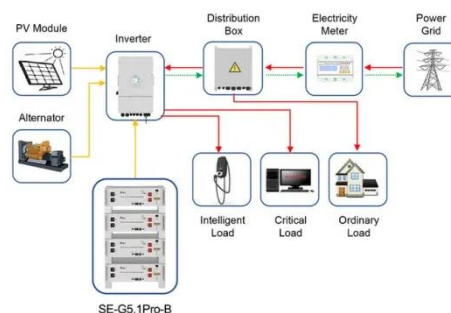 PV Module
Inverter
Distribution
Box
Electricity
Meter
Power
Grid
Alternator
Intelligent
Load
Critical
Load
Ordinary
Load
SE-G5.1Pro-B